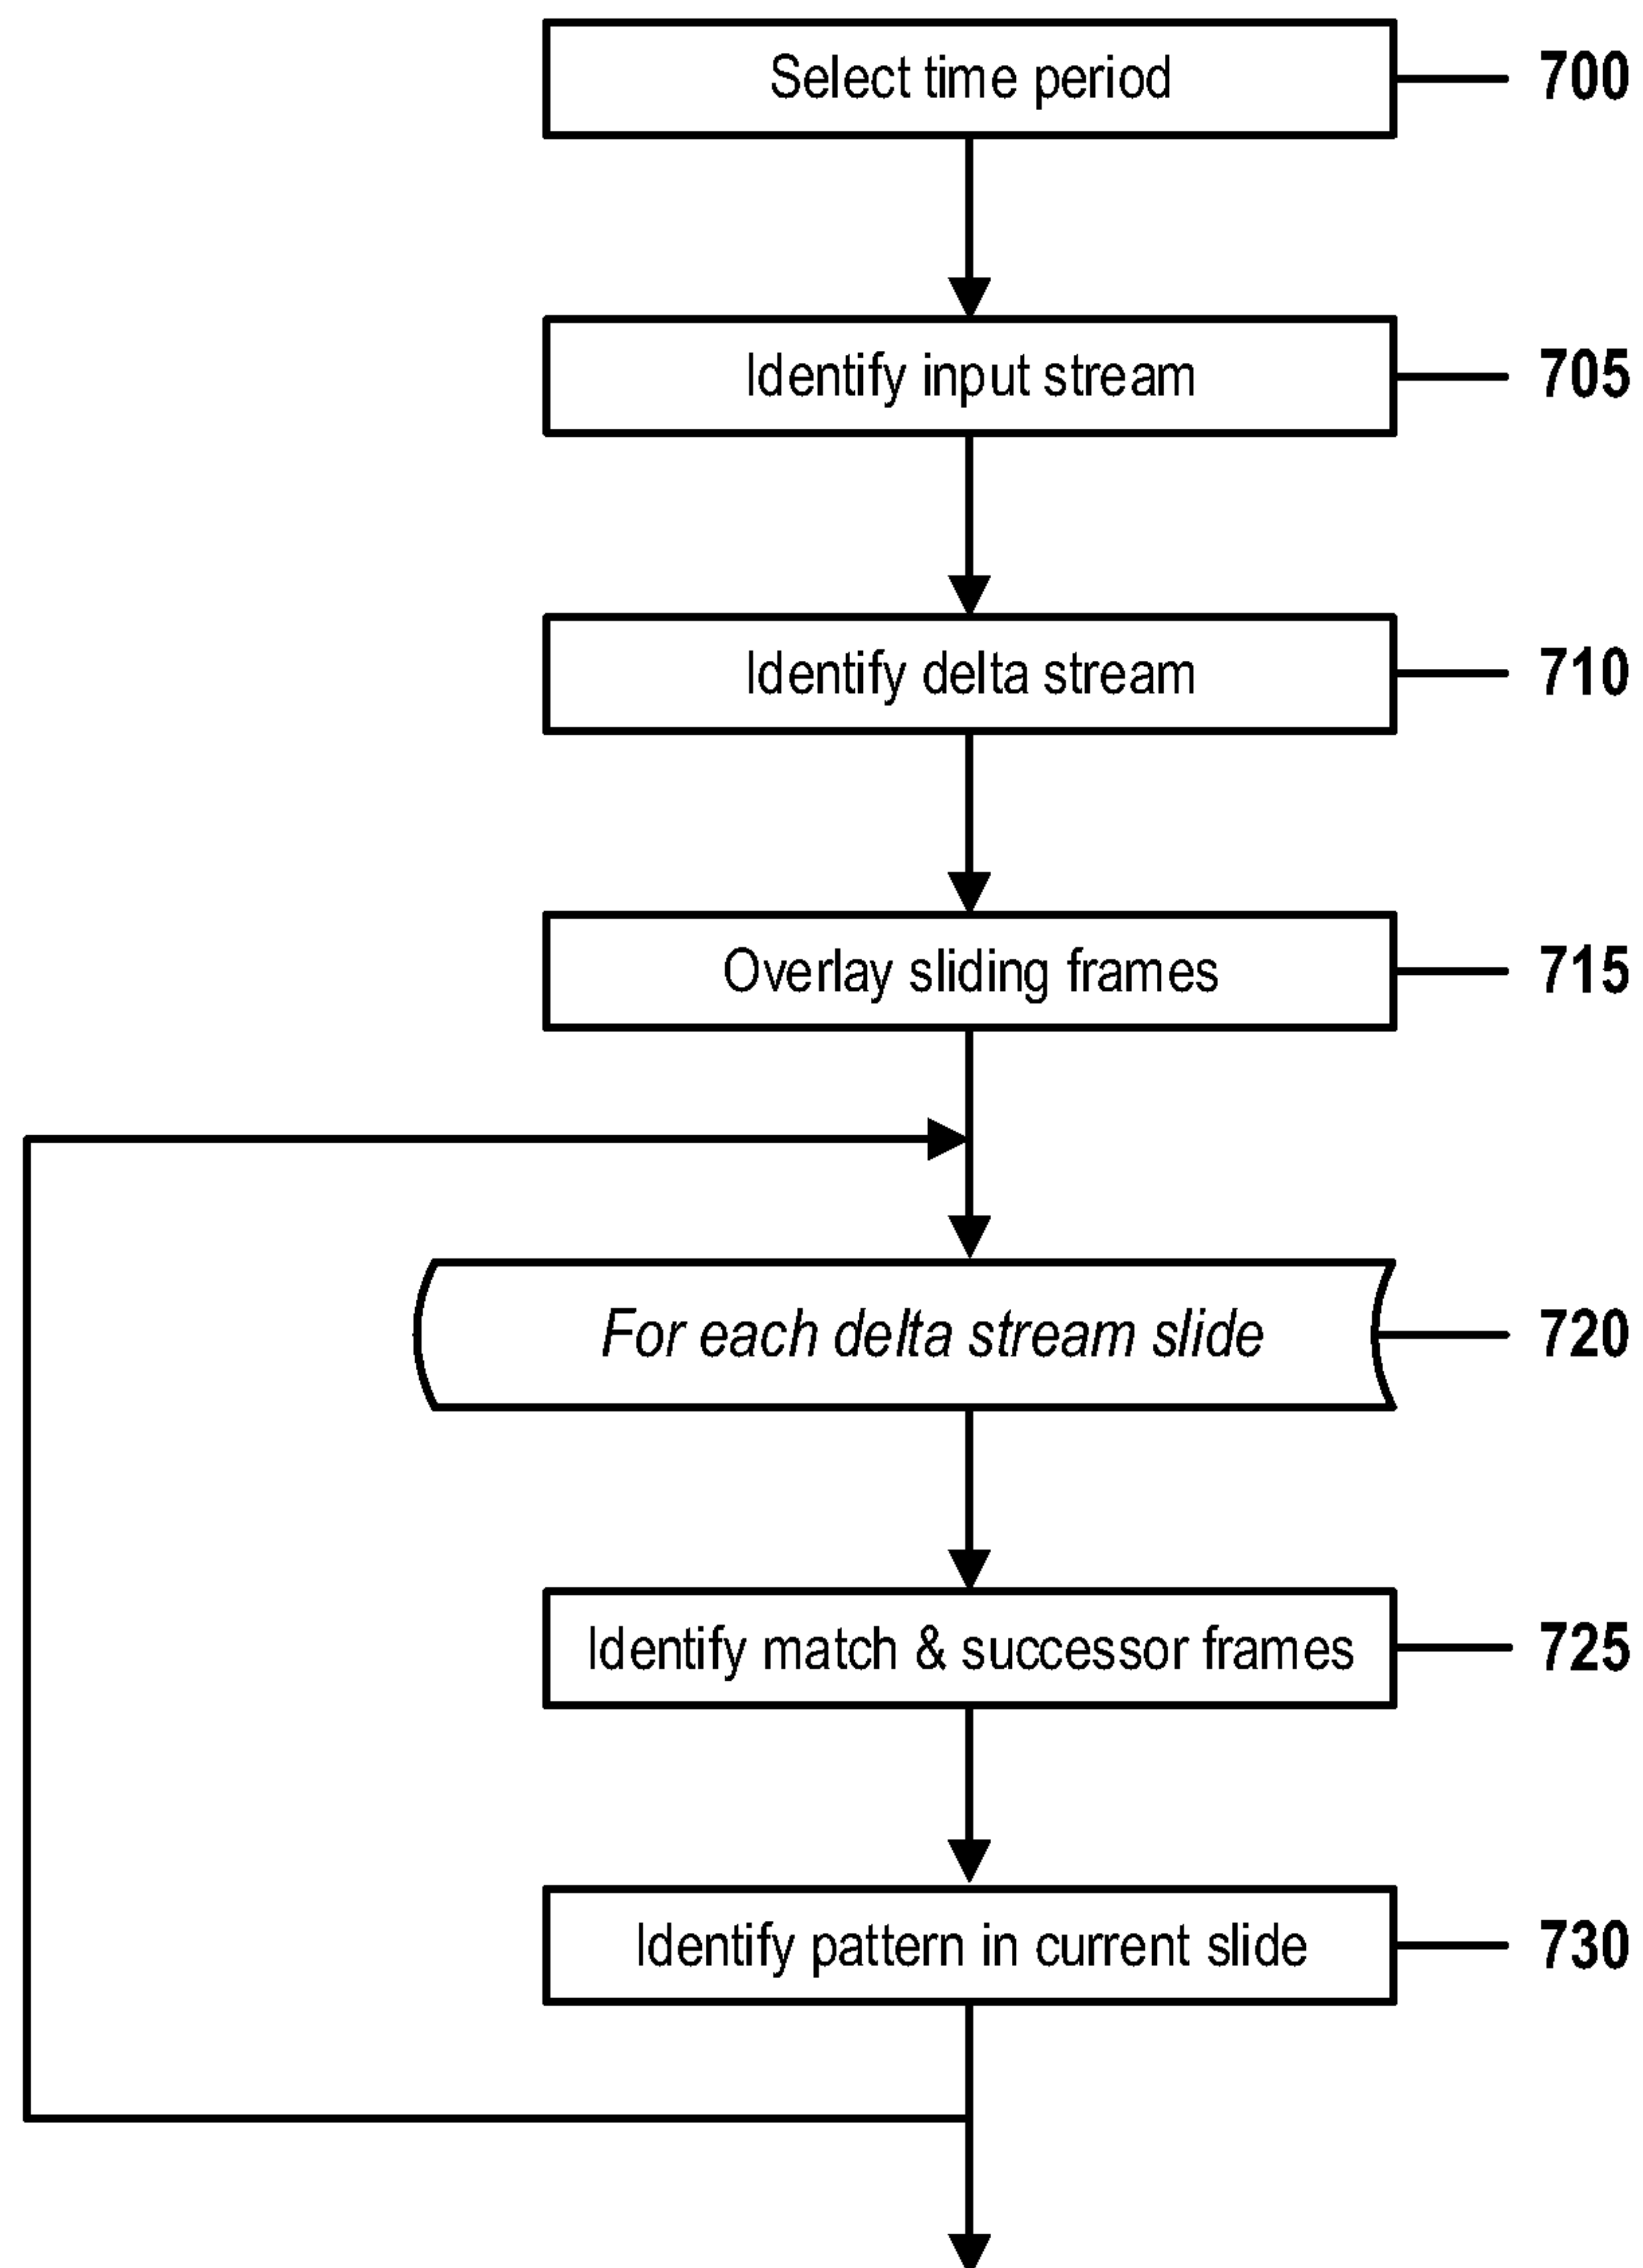 Select time period 700
Identify input stream 705
Identify delta stream 710
Overlay sliding frames 715
For each delta stream slide 720
Identify match & successor frames 725
Identify pattern in current slide 730